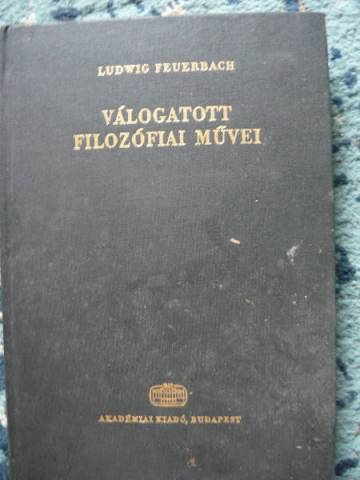 LUDWIG FEUERBACH
VÁLOGATOTT
FILOZÓFIAI MŰVEI
AKADÉMIAI KIADÓ, BUDAPEST